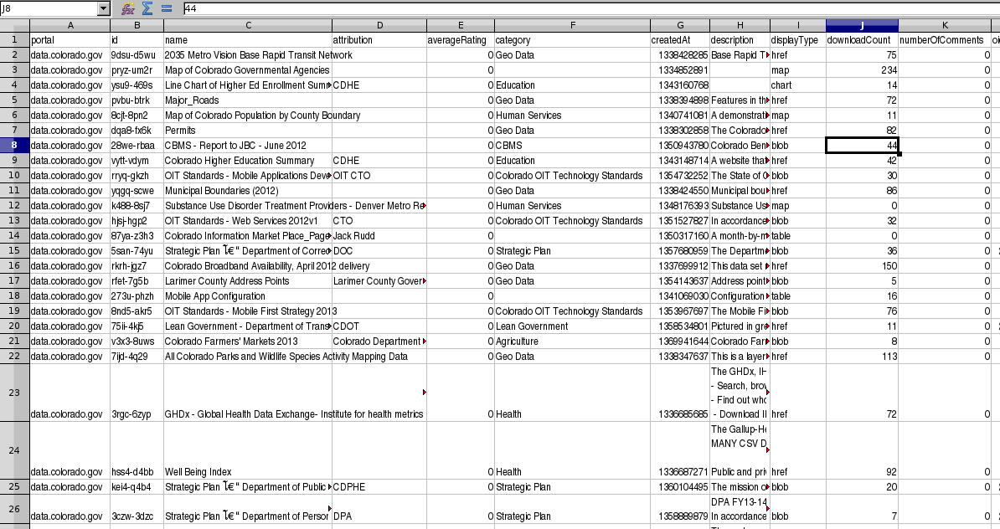 J8 44
A B C D E F G H I J K
1 portal id name attribution averageRating category createdAt description displayType downloadCount numberOfComments
2 data.colorado.gov 9dsu-d5wu 2035 Metro Vision Base Rapid Transit Network 0 Geo Data 1338428285 Base Rapid T href 75 0
3 data.colorado.gov pryz-um2r Map of Colorado Governmental Agencies 0 1334852891 map 234 0
4 data.colorado.gov ysu9-469s Line Chart of Higher Ed Enrollment Sum CDHE 0 Education 1343160768 chart 14 0
5 data.colorado.gov pvbu-btrk Major_Roads 0 Geo Data 1338394898 Features in th href 72 0
6 data.colorado.gov 8cjt-8pn2 Map of Colorado Population by County Boundary 0 Human Services 1340741081 A demonstrat map 11 0
7 data.colorado.gov dqa8-fx6k Permits 0 Geo Data 1338302858 The Colorado href 82 0
8 data.colorado.gov 28we-rbaa CBMS - Report to JBC - June 2012 0 CBMS 1350943780 Colorado Ben blob 44 0
9 data.colorado.gov vytt-vdym Colorado Higher Education Summary CDHE 0 Education 1343148714 A website tha href 42 0
10 data.colorado.gov rryq-gkzh OIT Standards - Mobile Applications Deve OIT CTO 0 Colorado OIT Technology Standards 1354732252 The State of blob 30 0
11 data.colorado.gov yqgq-scwe Municipal Boundaries (2012) 0 Geo Data 1338424550 Municipal bou href 86 0
12 data.colorado.gov k488-8sj7 Substance Use Disorder Treatment Providers - Denver Metro Re 0 Human Services 1348176393 Substance Us map 0 0
13 data.colorado.gov hjsj-hgp2 OIT Standards - Web Services 2012v1 CTO 0 Colorado OIT Technology Standards 1351527827 In accordance blob 32 0
14 data.colorado.gov 87ya-z3h3 Colorado Information Market Place_Page Jack Rudd 0 1350317160 A month-by-m table 0 0
15 data.colorado.gov 5san-74yu Strategic Plan Department of Corre DOC 0 Strategic Plan 1357680959 The Departm blob 36 0
16 data.colorado.gov rkrh-jgz7 Colorado Broadband Availability, April 2012 delivery 0 Geo Data 1337699912 This data set href 150 0
17 data.colorado.gov rfet-7g5b Larimer County Address Points Larimer County Gover 0 Geo Data 1354143637 Address point blob 5 0
18 data.colorado.gov 273u-phzh Mobile App Configuration 0 1341069030 Configuration table 16 0
19 data.colorado.gov 8nd5-akr5 OIT Standards - Mobile First Strategy 2013 0 Colorado OIT Technology Standards 1353967697 The Mobile Fi blob 76 0
20 data.colorado.gov 75ii-4kj5 Lean Government - Department of Trans CDOT 0 Lean Government 1358534801 Pictured in gre href 11 0
21 data.colorado.gov v3x3-8uws Colorado Farmers' Markets 2013 Colorado Department 0 Agriculture 1369941644 Colorado Far blob 8 0
22 data.colorado.gov 7ijd-4q29 All Colorado Parks and Wildlife Species Activity Mapping Data 0 Geo Data 1338347637 This is a layer href 113 0
The GHDx, IH
- Search, brow
23
- Find out who
data.colorado.gov 3rgc-6zyp GHDx - Global Health Data Exchange- Institute for health metrics 0 Health 1336685685 - Download II href 72 0
The Gallup-He
MANY CSV D
24
data.colorado.gov hss4-d4bb Well Being Index 0 Health 1336687271 Public and pri href 92 0
25 data.colorado.gov kei4-q4b4 Strategic Plan Department of Public CDPHE 0 Strategic Plan 1360104495 The mission o blob 20 0
26 DPA FY13-14
data.colorado.gov 3czw-3dzc Strategic Plan Department of Person DPA 0 Strategic Plan 1358889879 In accordance blob 7 0